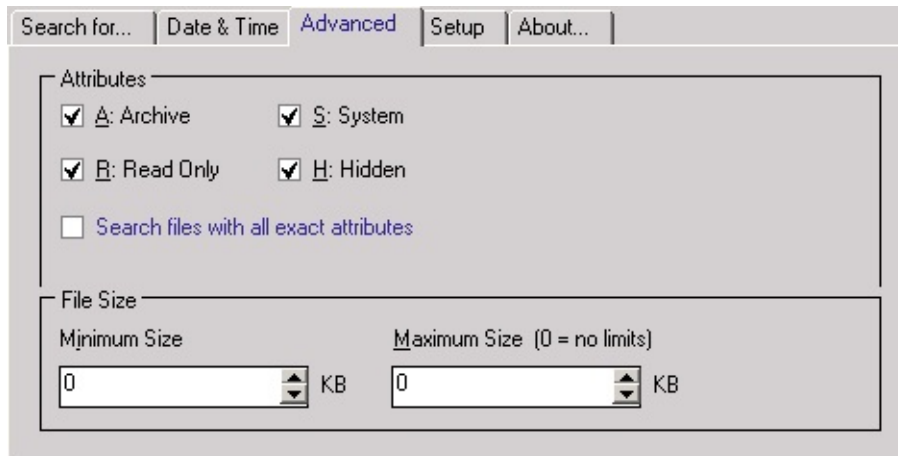 Search for... Date & Time Advanced Setup About...
Attributes
A: Archive S: System
R: Read Only H: Hidden
Search files with all exact attributes
File Size
Minimum Size Maximum Size (0 = no limits)
0 KB 0 KB